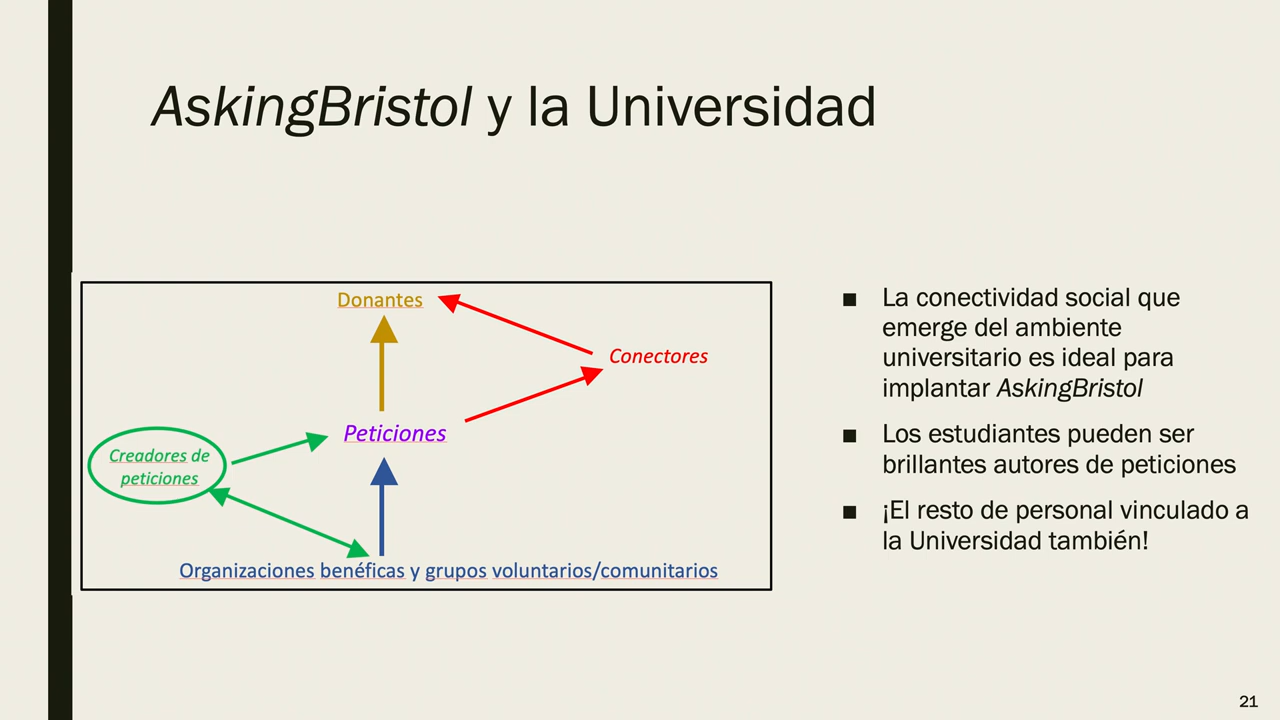 AskingBristol y la Universidad
Donantes
Conectores
Peticiones
Creadores de
peticiones
Organizaciones benéficas y grupos voluntarios/comunitarios
■ La conectividad social que
emerge del ambiente
universitario es ideal para
implantar AskingBristol
■ Los estudiantes pueden ser
brillantes autores de peticiones
■ ¡El resto de personal vinculado a
la Universidad también!
21